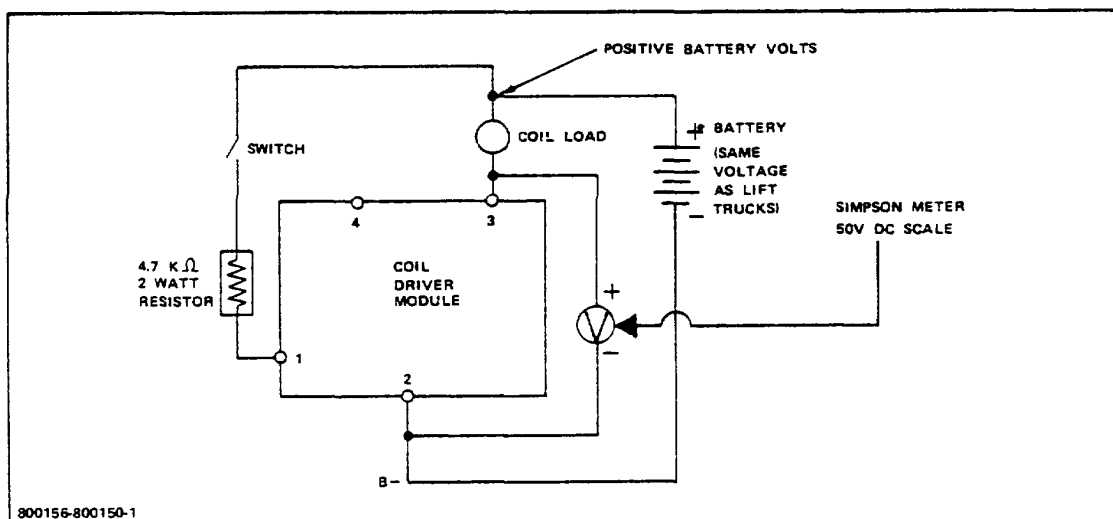 POSITIVE BATTERY VOLTS
COIL LOAD
SWITCH
+ BATTERY
(SAME
VOLTAGE
AS LIFT
TRUCKS)
−
SIMPSON METER
50V DC SCALE
4
3
4.7 KΩ
2 WATT
RESISTOR
COIL
DRIVER
MODULE
+
V
−
1
2
B−
800156-800150-1